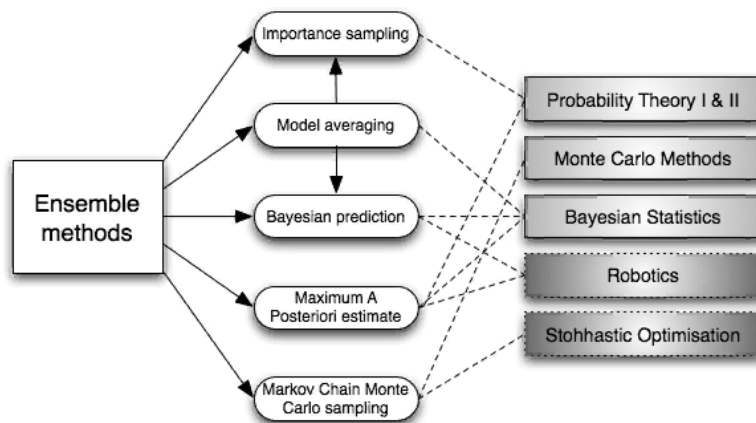 Importance sampling
Model averaging
Ensemble
methods
Bayesian prediction
Maximum A
Posteriori estimate
Markov Chain Monte
Carlo sampling
Probability Theory I & II
Monte Carlo Methods
Bayesian Statistics
Robotics
Stohhastic Optimisation